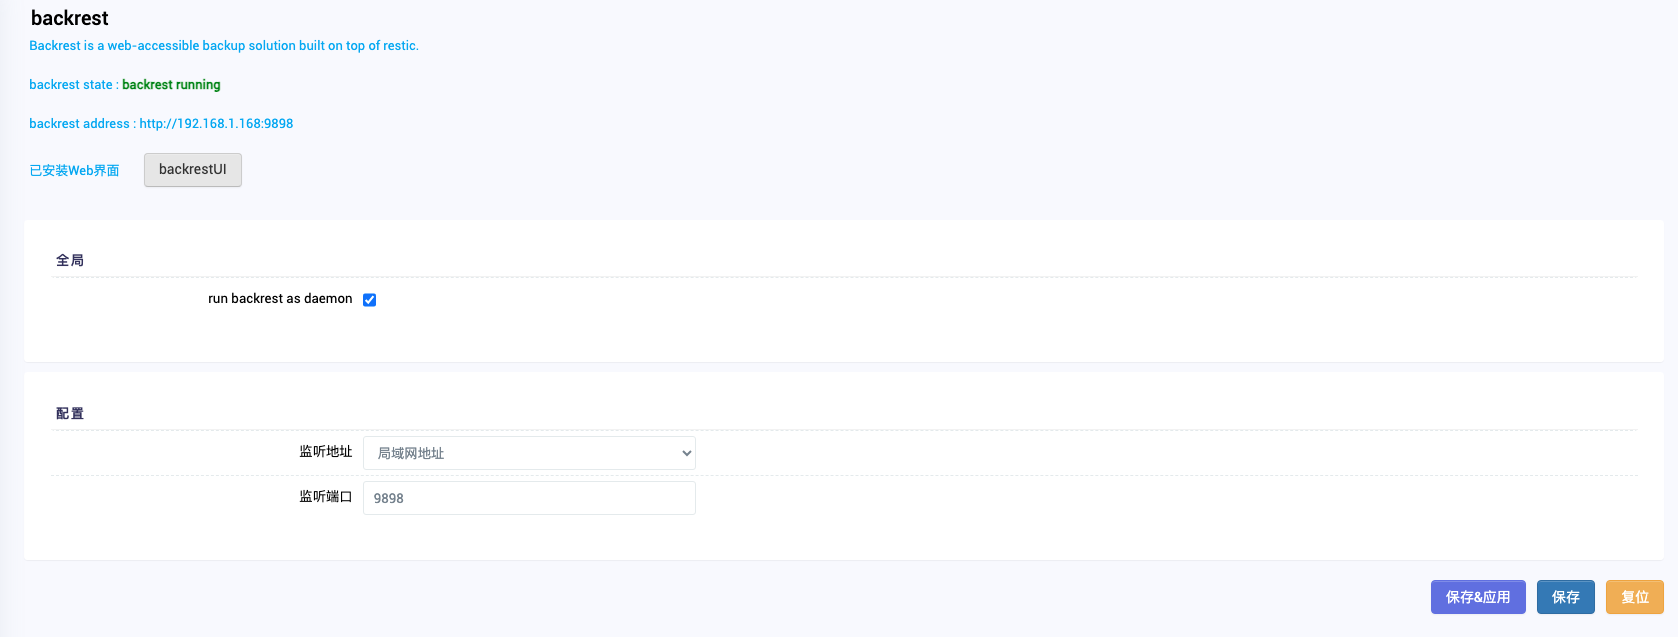 backrest
Backrest is a web-accessible backup solution built on top of restic.
backrest state : backrest running
backrest address : http://192.168.1.168:9898
已安装Web界面 backrestUI
全局
run backrest as daemon
配置
监听地址 局域网地址
监听端口 9898
保存&应用 保存 复位